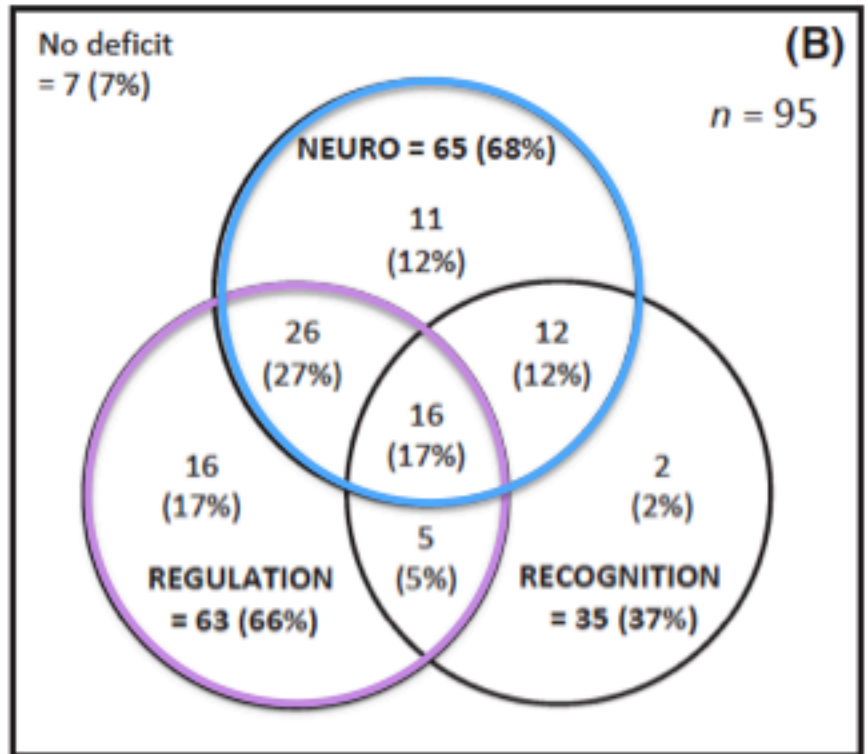 No deficit
= 7 (7%)
(B)
n = 95
NEURO = 65 (68%)
11
(12%)
26
(27%)
12
(12%)
16
(17%)
16
(17%)
2
(2%)
5
(5%)
REGULATION
= 63 (66%)
RECOGNITION
= 35 (37%)